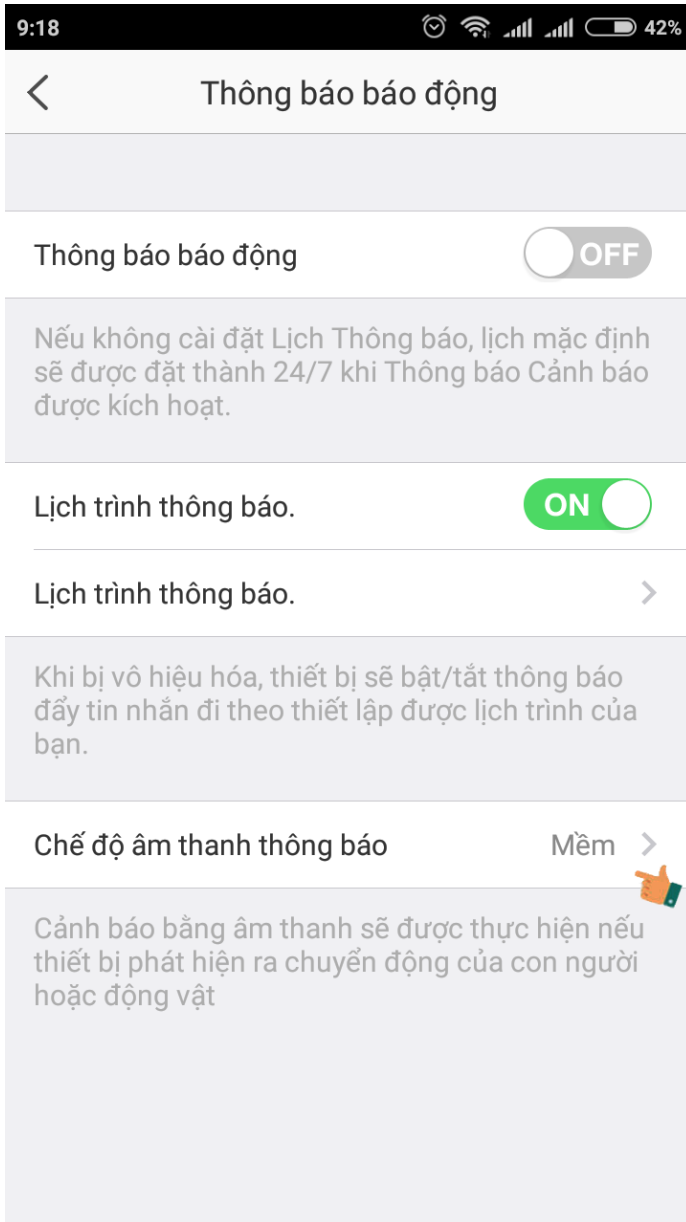 9:18 42%
Thông báo báo động
Thông báo báo động OFF
Nếu không cài đặt Lịch Thông báo, lịch mặc định
sẽ được đặt thành 24/7 khi Thông báo Cảnh báo
được kích hoạt.
Lịch trình thông báo. ON
Lịch trình thông báo.
Khi bị vô hiệu hóa, thiết bị sẽ bật/tắt thông báo
đẩy tin nhắn đi theo thiết lập được lịch trình của
bạn.
Chế độ âm thanh thông báo Mềm
Cảnh báo bằng âm thanh sẽ được thực hiện nếu
thiết bị phát hiện ra chuyển động của con người
hoặc động vật